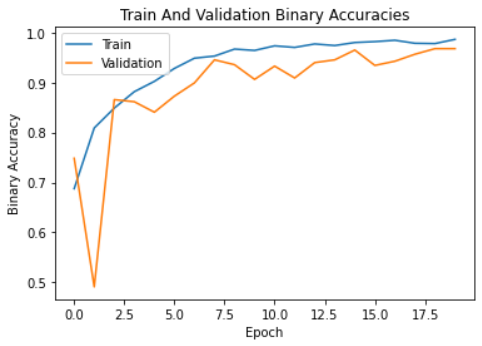 Train And Validation Binary Accuracies
Train
Validation
1.0
0.9
0.8
0.7
0.6
0.5
Binary Accuracy
0.0 2.5 5.0 7.5 10.0 12.5 15.0 17.5
Epoch